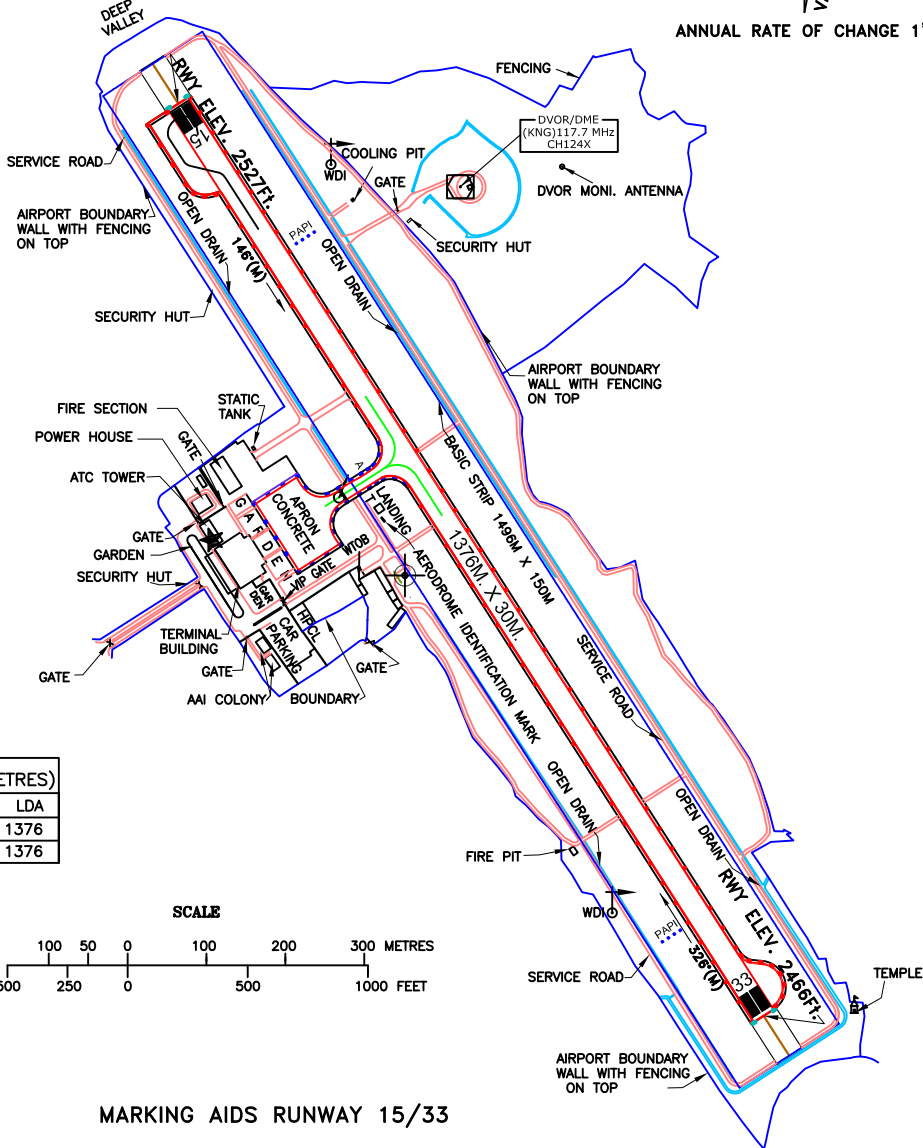 DEEP
VALLEY
ANNUAL RATE OF CHANGE 1'
FENCING
DVOR/DME
(KNG)117.7 MHz
CH124X
DVOR MONI. ANTENNA
RWY ELEV. 2527Ft.
15
SERVICE ROAD
COOLING PIT
WDI
GATE
SECURITY HUT
AIRPORT BOUNDARY
WALL WITH FENCING
ON TOP
OPEN DRAIN
146°(M)
PAPI
OPEN DRAIN
SECURITY HUT
AIRPORT BOUNDARY
WALL WITH FENCING
ON TOP
FIRE SECTION
STATIC
TANK
POWER HOUSE
GATE
ATC TOWER
A
BASIC STRIP 1496M X 150M
GARDEN
APRON
CONCRETE
LANDING
T
GATE
GARDEN
SECURITY HUT
VIP GATE
WTOB
GAR
DEN
AERODROME IDENTIFICATION MARK
1376M. X 30M.
TERMINAL
BUILDING
HPCL
CAR
PARKING
GATE
GATE
GATE
AAI COLONY
BOUNDARY
SERVICE ROAD
ETRES)
LDA
1376
1376
OPEN DRAIN
OPEN DRAIN
FIRE PIT
RWY ELEV. 2466Ft.
SCALE
100 50 0 100 200 300 METRES
500 250 0 500 1000 FEET
WDI
PAPI
326°(M)
33
SERVICE ROAD
TEMPLE
AIRPORT BOUNDARY
WALL WITH FENCING
ON TOP
MARKING AIDS RUNWAY 15/33